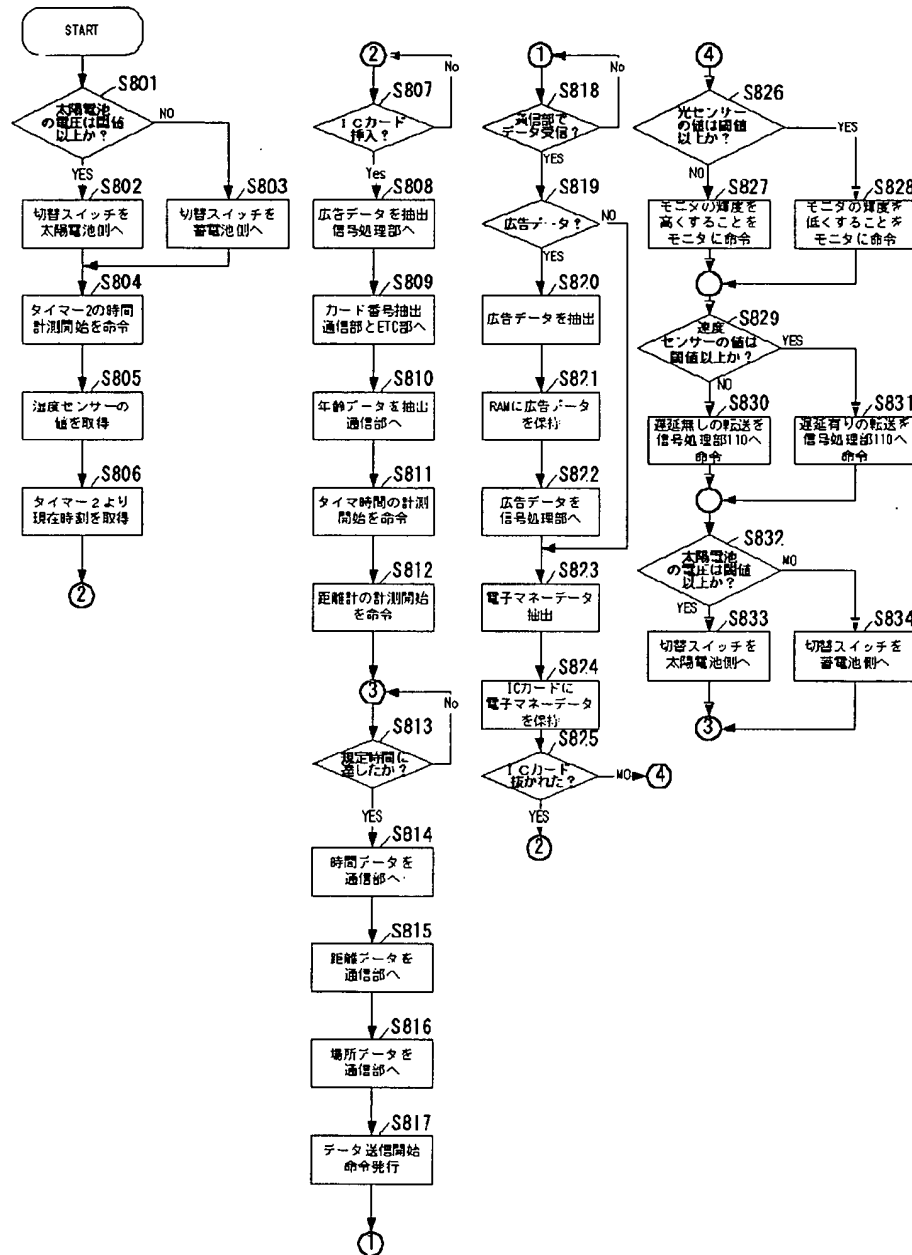 START
S801
太陽電池
の電圧は閾値
以上か?
NO
YES
S802
切替スイッチを
太陽電池側へ
S803
切替スイッチを
蓄電池側へ
S804
タイマー2の時間
計測開始を命令
S805
湿度センサーの
値を取得
S806
タイマー2より
現在時刻を取得
2
2
No
S807
ICカード
挿入?
Yes
S808
広告データを抽出
信号処理部へ
S809
カード番号抽出
通信部とETC部へ
S810
年齢データを抽出
通信部へ
S811
タイマ時間の計測
開始を命令
S812
距離計の計測開始
を命令
3
No
S813
規定時間に
達したか?
YES
S814
時間データを
通信部へ
S815
距離データを
通信部へ
S816
場所データを
通信部へ
S817
データ送信開始
命令発行
1
1
No
S818
信部で
データ受信?
YES
S819
広告データ?
NO
YES
S820
広告データを抽出
S821
RAMに広告データ
を保持
S822
広告データを
信号処理部へ
S823
電子マネーデータ
抽出
S824
ICカードに
電子マネーデータ
を保持
S825
ICカード
抜かれた?
NO
4
YES
2
4
S826
光センサー
の値は閾値
以上か?
YES
NO
S827
モニタの輝度を
高くすることを
モニタに命令
S828
モニタの輝度を
低くすることを
モニタに命令
S829
速度
センサーの値は
閾値以上か?
YES
NO
S830
遅延無しの転送を
信号処理部110へ
命令
S831
遅延有りの転送を
信号処理部110へ
命令
S832
太陽電池
の電圧は閾値
以上か?
NO
YES
S833
切替スイッチを
太陽電池側へ
S834
切替スイッチを
蓄電池側へ
3